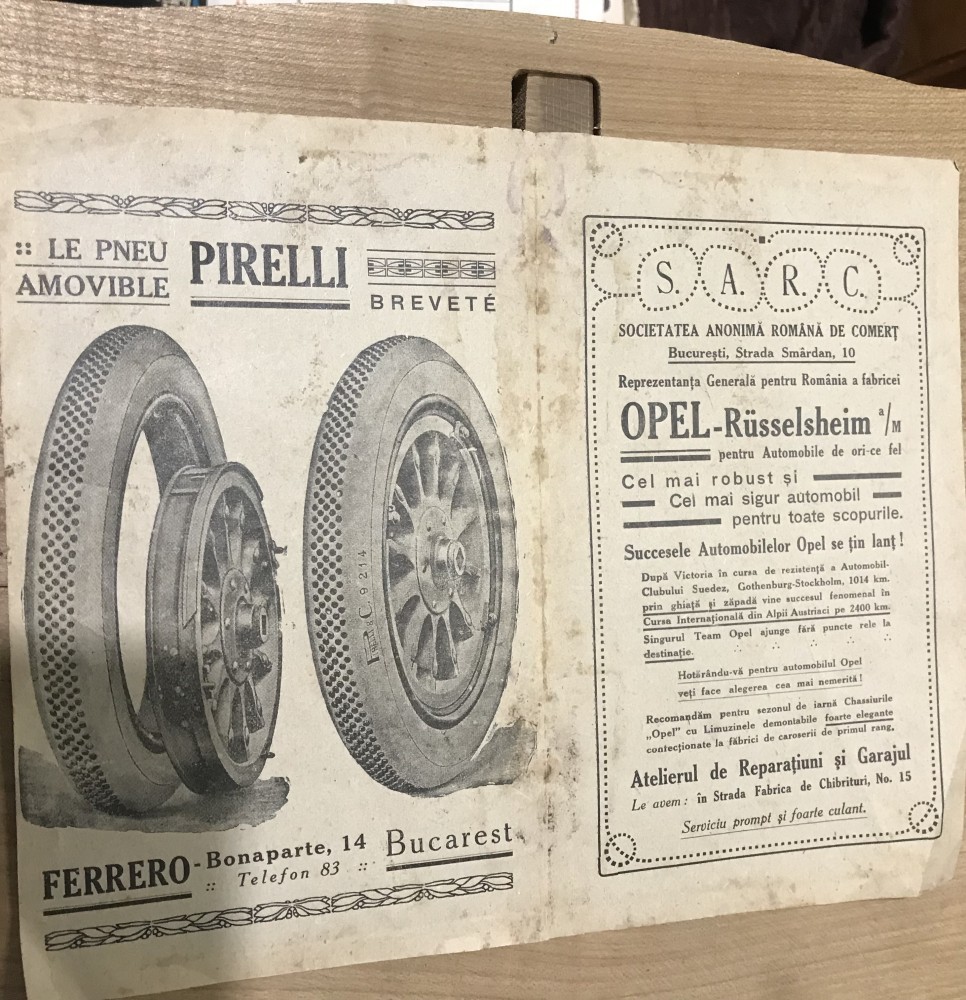 :: LE PNEU
AMOVIBLE
PIRELLI
BREVETÉ
9214
FERRERO - Bonaparte, 14 Bucarest
:: Telefon 83 ::
S. A. R. C.
SOCIETATEA ANONIMĂ ROMÂNĂ DE COMERȚ
București, Strada Smârdan, 10
Reprezentanța Generală pentru România a fabricei
OPEL-Rüsselsheim a/M
pentru Automobile de ori-ce fel
Cel mai robust și
Cel mai sigur automobil
pentru toate scopurile.
Succesele Automobilelor Opel se țin lanț!
După Victoria în cursa de rezistență a Automobil-
Clubului Suedez, Gothenburg-Stockholm, 1014 km.
prin ghiață și zăpadă vine succesul fenomenal în
Cursa Internațională din Alpii Austriaci pe 2400 km.
Singurul Team Opel ajunge fără puncte rele la
destinație.
Hotărându-vă pentru automobilul Opel
veți face alegerea cea mai nemerită!
Recomandăm pentru sezonul de iarnă Chassiurile
„Opel" cu Limuzinele demontabile foarte elegante
confecționate la fabrici de caroserii de primul rang.
Atelierul de Reparațiuni și Garajul
Le avem: în Strada Fabrica de Chibrituri, No. 15
Serviciu prompt și foarte culant.